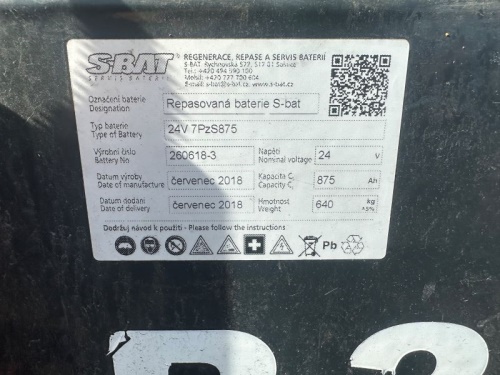 S-BAT
SERVIS BATERIÍ
REGENERACE, REPASE A SERVIS BATERIÍ
Označení baterie
Designation
Repasovaná baterie S-bat
Typ baterie
Type of Battery
24V 7PzS875
Výrobní číslo
Battery No
260618-3
Napětí
Nominal voltage
24
V
Datum výroby
Date of manufacture
červenec 2018
Kapacita C
Capacity C
875
Ah
Datum dodání
Date of delivery
červenec 2018
Hmotnost
Weight
640
kg
±5%
Dodržuj návod k použití - Please follow the instructions
Pb